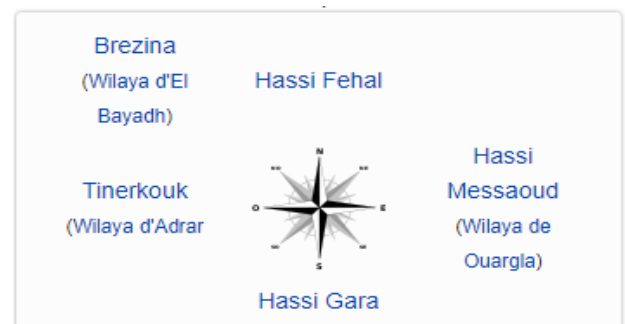 Brezina
(Wilaya d'El
Bayadh)
Hassi Fehal
Tinerkouk
(Wilaya d'Adrar
N
O
E
S
Hassi
Messaoud
(Wilaya de
Ouargla)
Hassi Gara